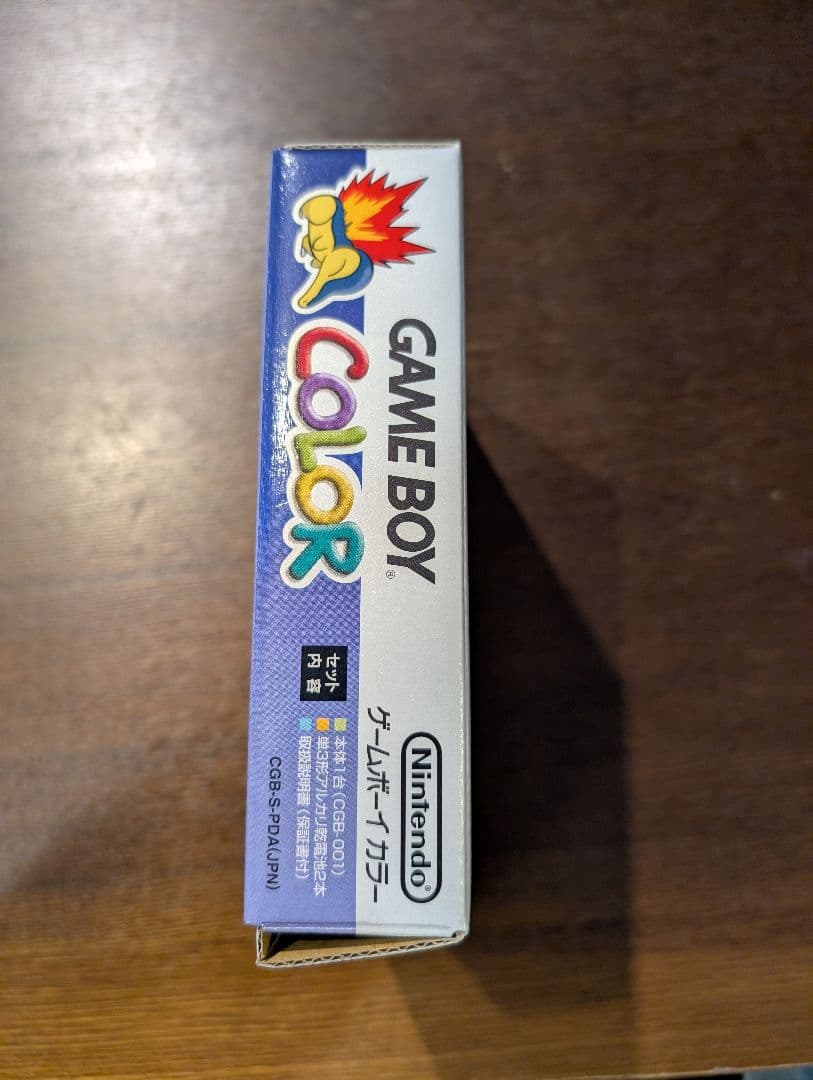 GAME BOY®
COLOR
Nintendo®
ゲームボーイ カラー
セット
内容
本体1台(CGB-001)
単3形アルカリ乾電池2本
取扱説明書(保証書付)
CGB-S-PDA(JPN)